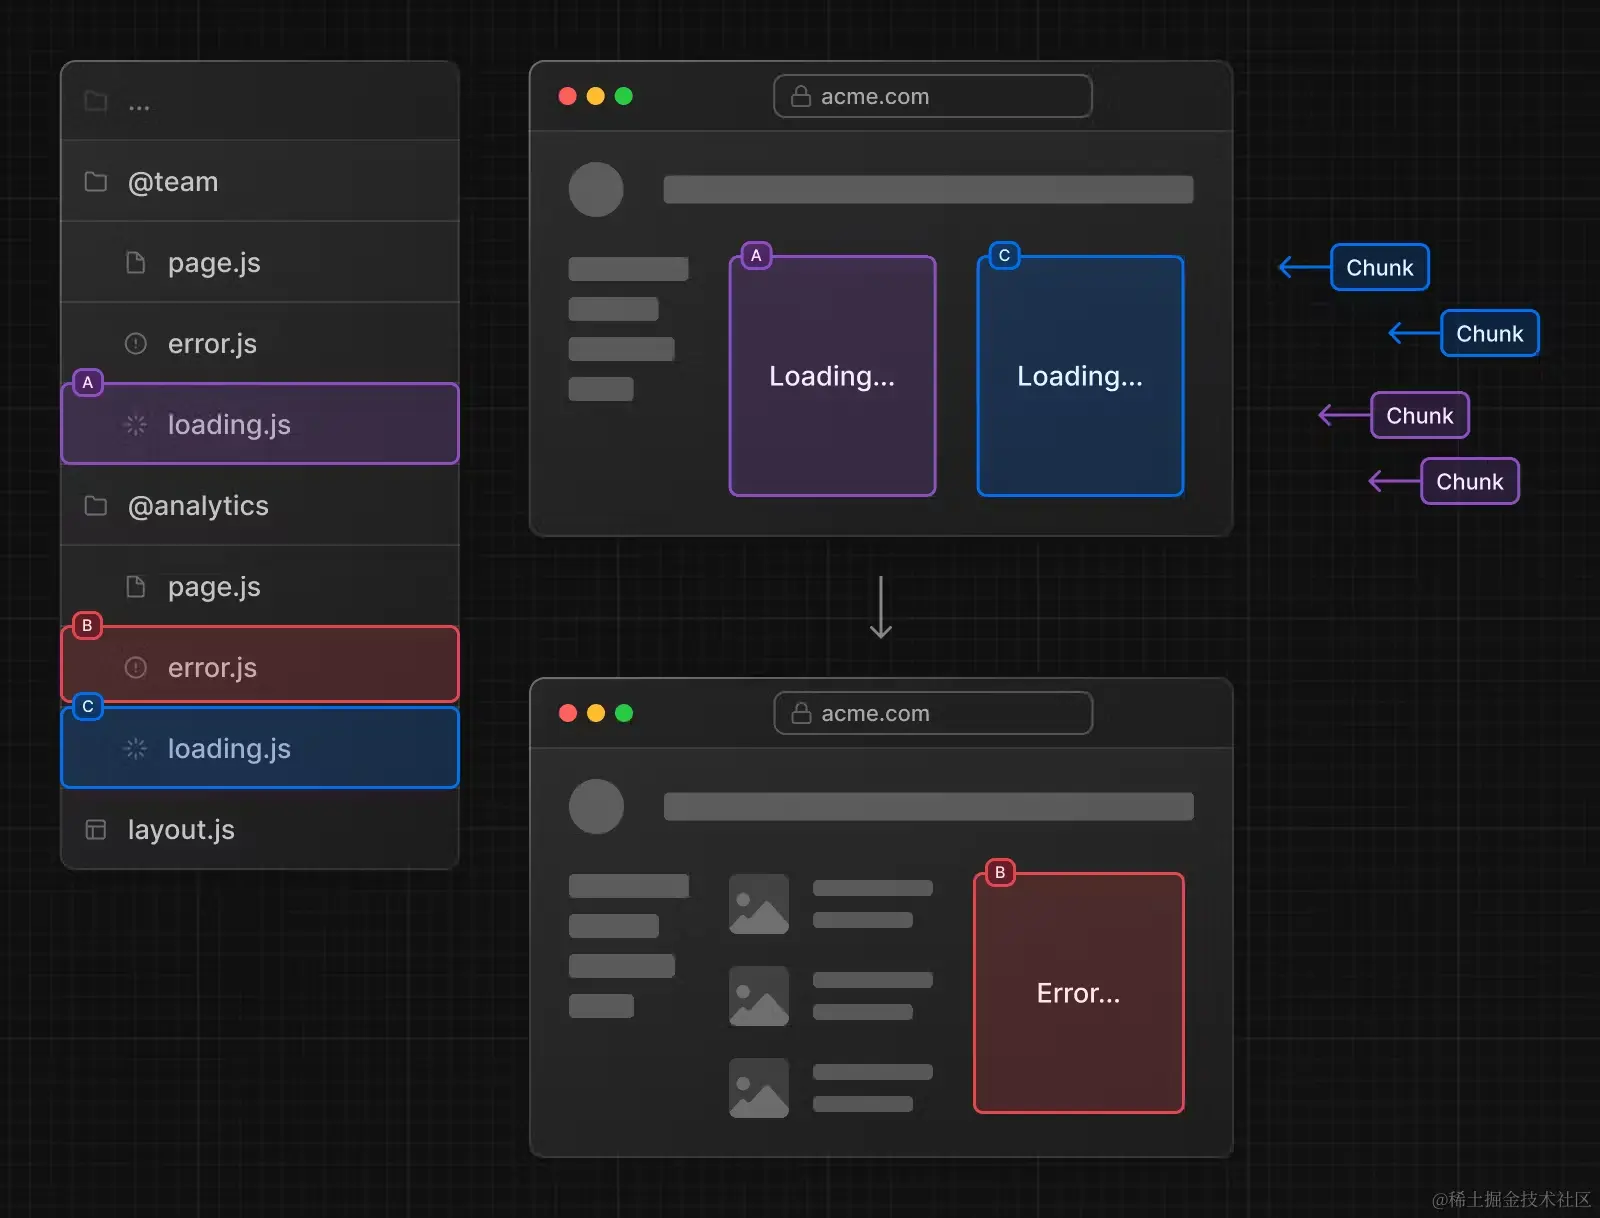 ...
@team
page.js
error.js
A
loading.js
@analytics
page.js
B
error.js
C
loading.js
layout.js
acme.com
A
Loading...
C
Loading...
Chunk
Chunk
Chunk
Chunk
acme.com
B
Error...
@稀土掘金技术社区